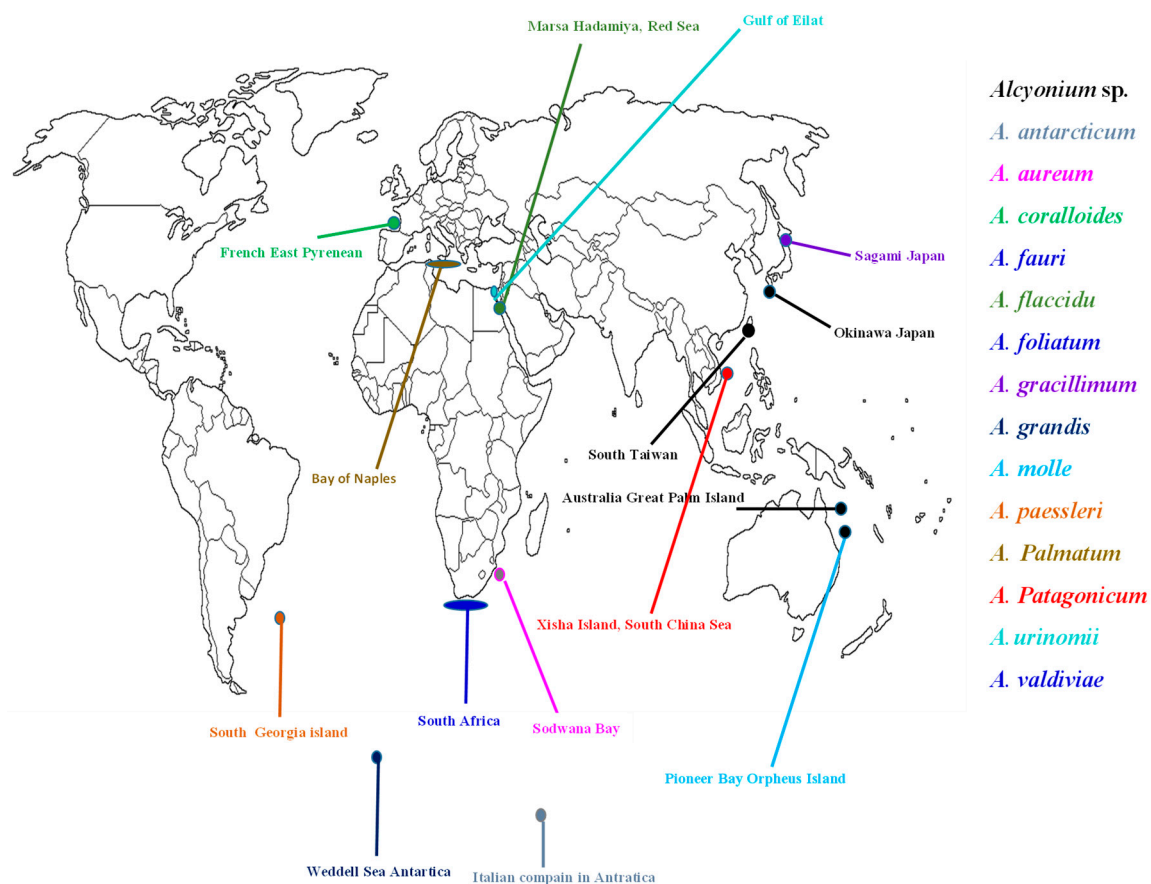 Marsa Hadamiya, Red Sea
Gulf of Eilat
French East Pyrenean
Sagami Japan
Okinawa Japan
South Taiwan
Bay of Naples
Australia Great Palm Island
Xisha Island, South China Sea
South Africa
Sodwana Bay
South Georgia island
Pioneer Bay Orpheus Island
Weddell Sea Antartica
Italian compain in Antratica
Alcyonium sp.
A. antarcticum
A. aureum
A. coralloides
A. fauri
A. flaccidu
A. foliatum
A. gracillimum
A. grandis
A. molle
A. paessleri
A. Palmatum
A. Patagonicum
A. urinomii
A. valdiviae